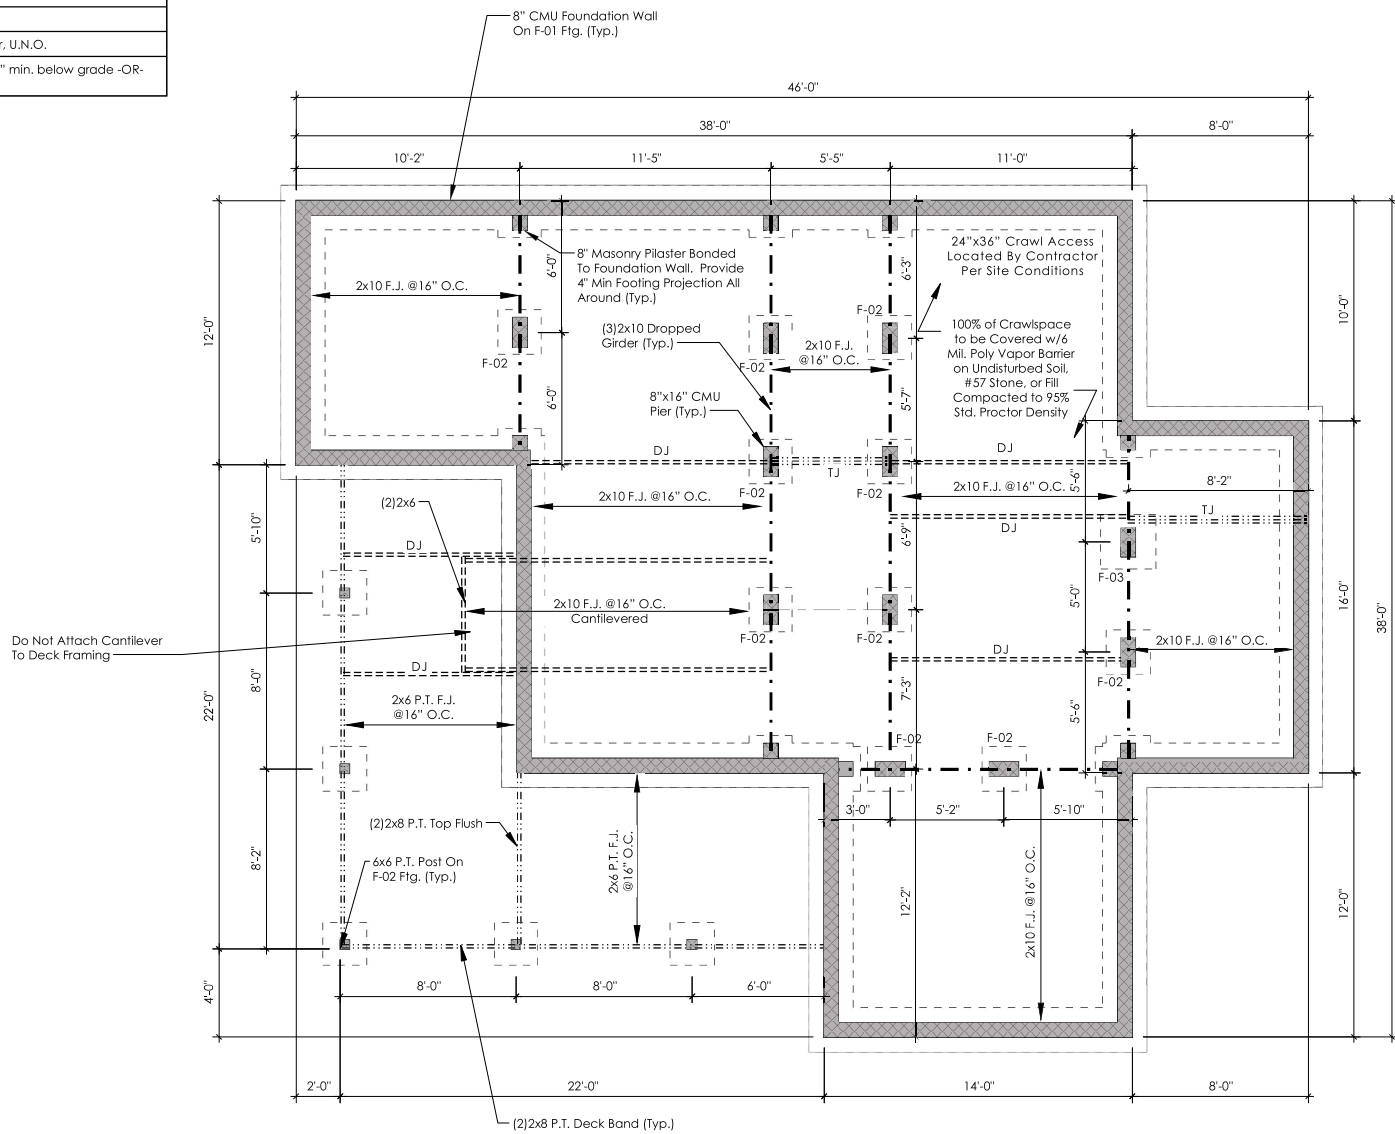 r, U.N.O.
" min. below grade -OR-
8" CMU Foundation Wall
On F-01 Ftg. (Typ.)
46'-0"
38'-0"
8'-0"
10'-2"
11'-5"
5'-5"
11'-0"
12'-0"
22'-0"
4'-0"
5'-10"
8'-0"
8'-2"
10'-0"
16'-0"
12'-0"
38'-0"
6'-0"
6'-0"
8" Masonry Pilaster Bonded
To Foundation Wall. Provide
4" Min Footing Projection All
Around (Typ.)
6'-3"
24"x36" Crawl Access
Located By Contractor
Per Site Conditions
2x10 F.J. @16" O.C.
F-02
F-02
(3)2x10 Dropped
Girder (Typ.)
2x10 F.J.
@16" O.C.
F-02
100% of Crawlspace
to be Covered w/6
Mil. Poly Vapor Barrier
on Undisturbed Soil,
#57 Stone, or Fill
Compacted to 95%
Std. Proctor Density
8"x16" CMU
Pier (Typ.)
5'-7"
DJ
TJ
DJ
F-02
F-02
2x10 F.J. @16" O.C.
2x10 F.J. @16" O.C.
5'-6"
8'-2"
TJ
(2)2x6
DJ
DJ
6'-9"
F-03
5'-0"
2x10 F.J. @16" O.C.
Cantilevered
F-02
F-02
Do Not Attach Cantilever
To Deck Framing
DJ
DJ
2x10 F.J. @16" O.C.
F-02
2x6 P.T. F.J.
@16" O.C.
7'-3"
5'-6"
F-02
F-02
3'-0"
5'-2"
5'-10"
(2)2x8 P.T. Top Flush
6x6 P.T. Post On
F-02 Ftg. (Typ.)
2x6 P.T. F.J.
@16" O.C.
12'-2"
2x10 F.J. @16" O.C.
8'-0"
8'-0"
6'-0"
2'-0"
22'-0"
14'-0"
8'-0"
(2)2x8 P.T. Deck Band (Typ.)